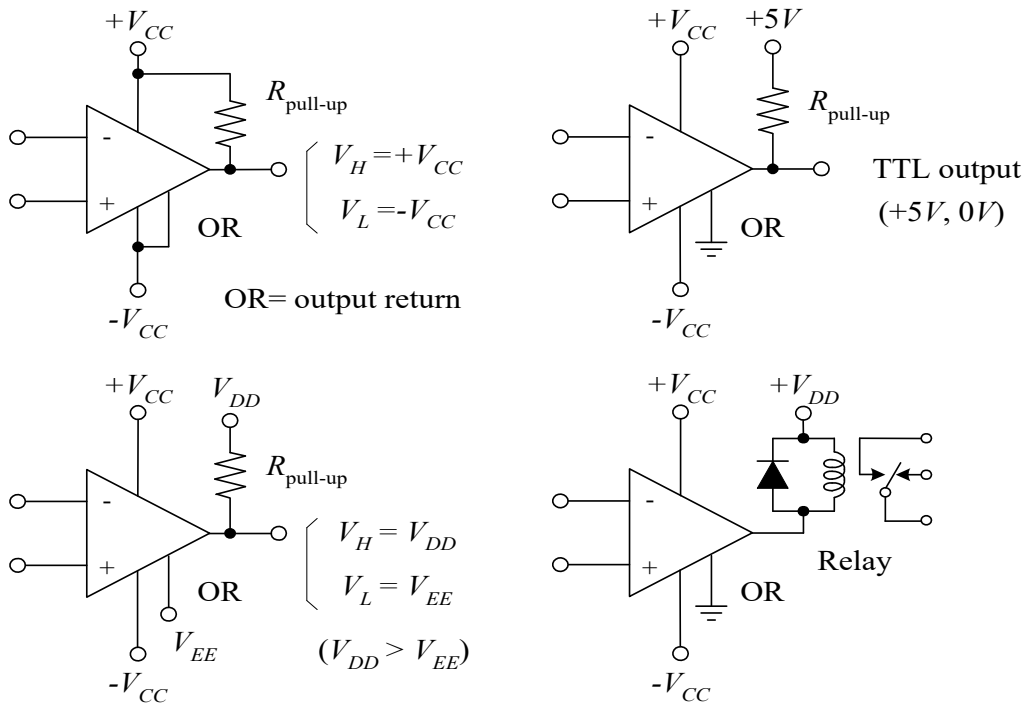 +V_CC
R_pull-up
-
+
V_H =+V_CC
V_L =-V_CC
OR
-V_CC
OR= output return
+V_CC
+5V
R_pull-up
-
+
TTL output
(+5V, 0V)
OR
-V_CC
+V_CC
V_DD
R_pull-up
-
+
V_H = V_DD
V_L = V_EE
OR
V_EE
(V_DD > V_EE)
-V_CC
+V_CC
+V_DD
-
+
Relay
OR
-V_CC